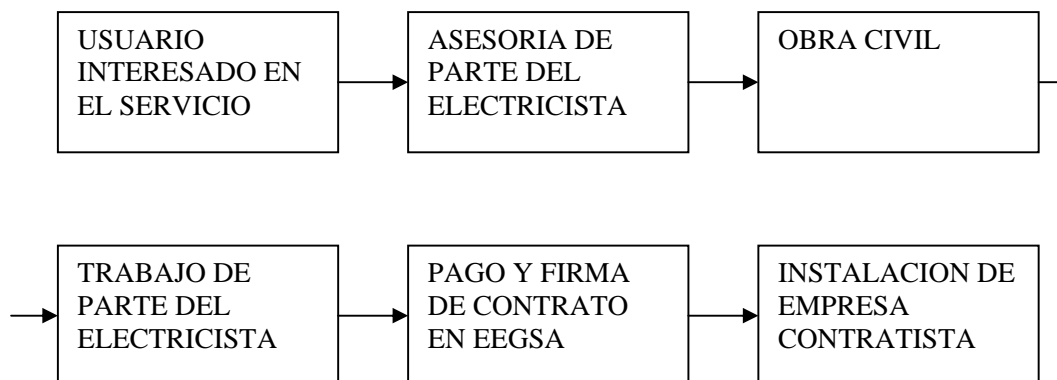 USUARIO
INTERESADO EN
EL SERVICIO
ASESORIA DE
PARTE DEL
ELECTRICISTA
OBRA CIVIL
TRABAJO DE
PARTE DEL
ELECTRICISTA
PAGO Y FIRMA
DE CONTRATO
EN EEGSA
INSTALACION DE
EMPRESA
CONTRATISTA